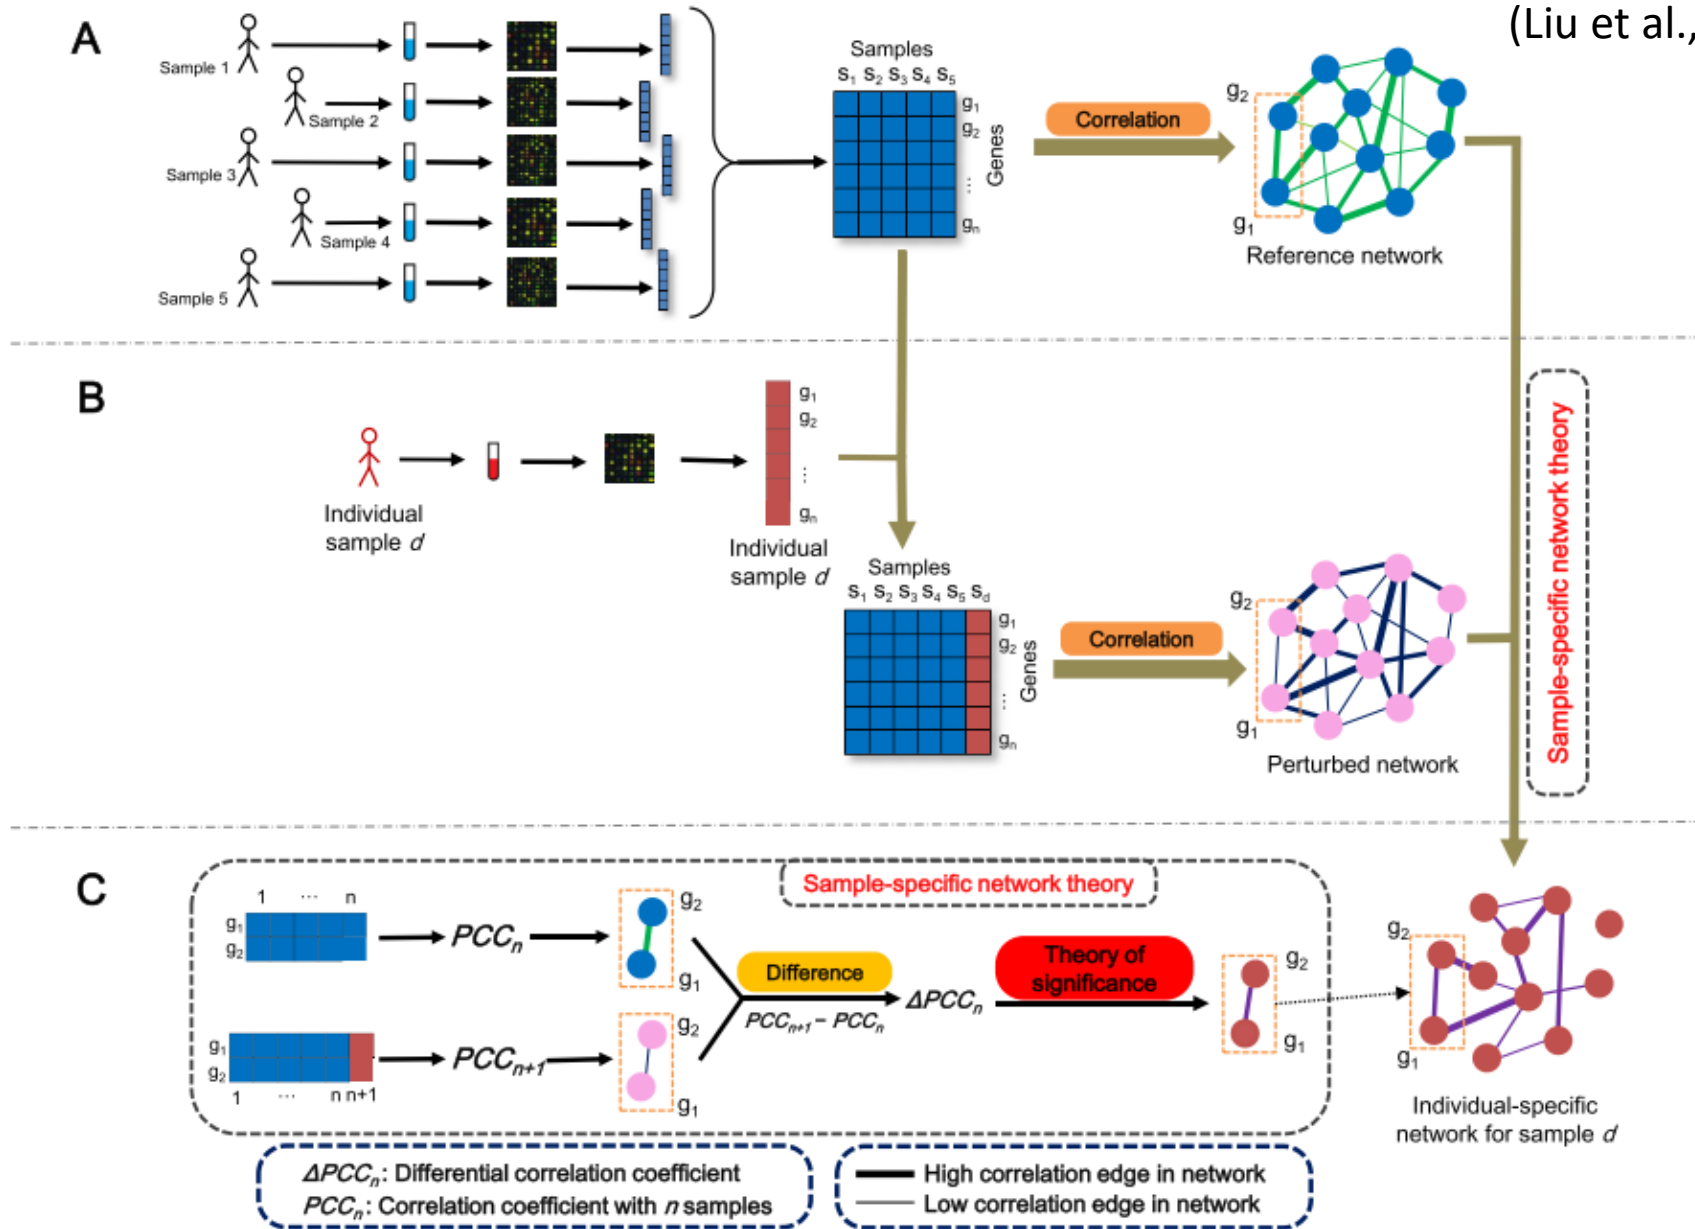 (Liu et al.,
A
Sample 1
Sample 2
Sample 3
Sample 4
Sample 5
Samples
S1 S2 S3 S4 S5
g1
g2
⋮
gn
Genes
Correlation
g2
g1
Reference network
B
Individual
sample d
g1
g2
⋮
gn
Individual
sample d
Samples
S1 S2 S3 S4 S5 Sd
g1
g2
⋮
gn
Genes
Correlation
g2
g1
Perturbed network
Sample-specific network theory
C
Sample-specific network theory
1 ... n
g1
g2
PCCn
g2
g1
g1
g2
1 ... n n+1
PCCn+1
g2
g1
Difference
PCCn+1 − PCCn
ΔPCCn
Theory of
significance
g2
g1
g2
g1
Individual-specific
network for sample d
ΔPCCn: Differential correlation coefficient
PCCn: Correlation coefficient with n samples
High correlation edge in network
Low correlation edge in network